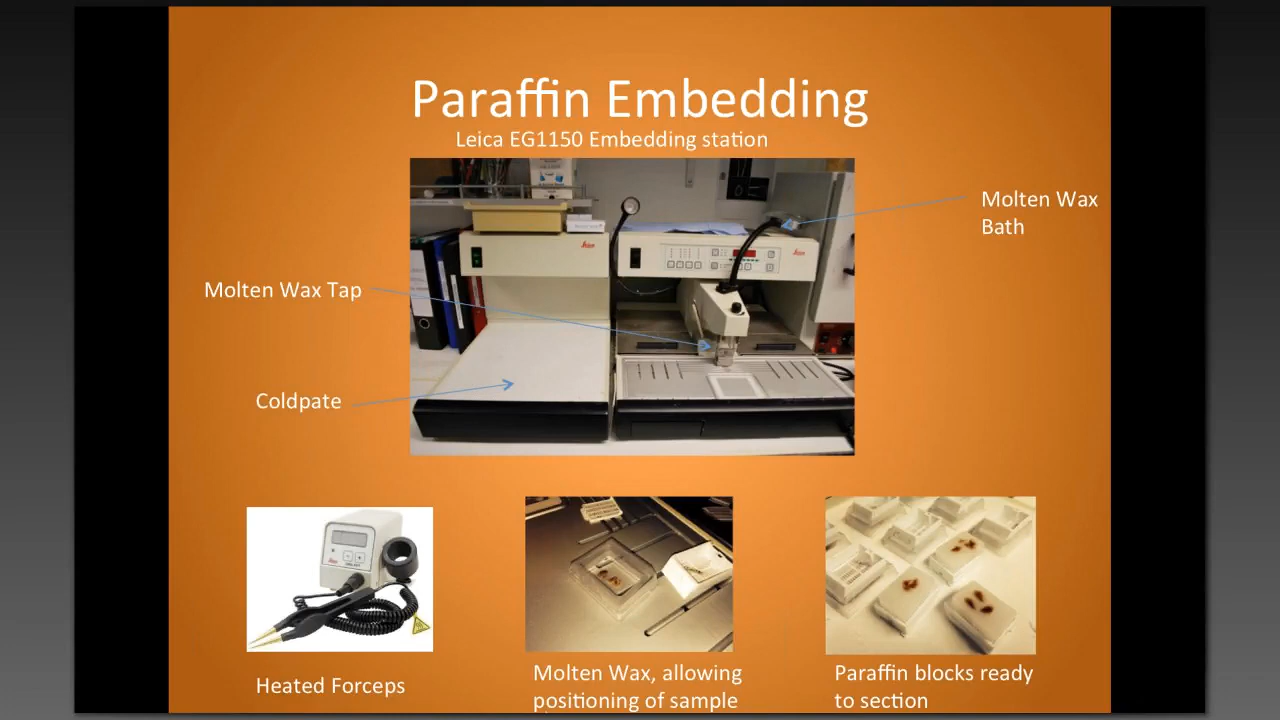 Paraffin Embedding
Leica EG1150 Embedding station
Molten Wax
Bath
Molten Wax Tap
Coldpate
Heated Forceps
Molten Wax, allowing
positioning of sample
Paraffin blocks ready
to section